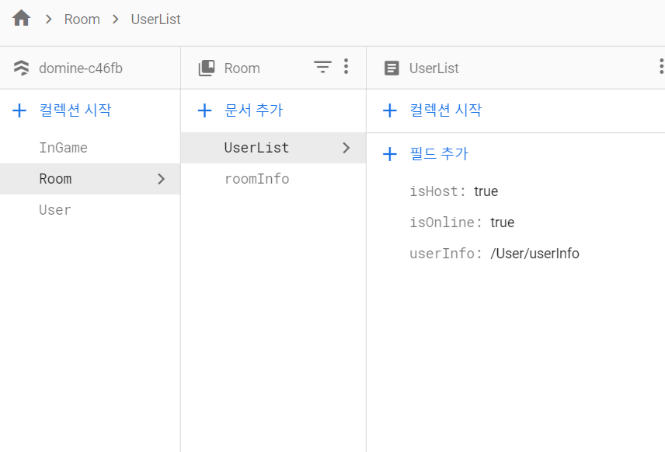 Room
UserList
domine-c46fb
Room
UserList
컬렉션 시작
문서 추가
컬렉션 시작
InGame
Room
User
UserList
roomInfo
필드 추가
isHost: true
isOnline: true
userInfo: /User/userInfo